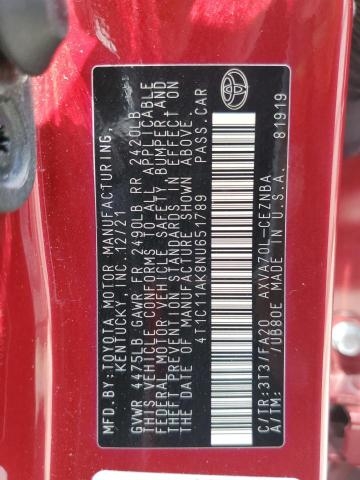 MFD. BY: TOYOTA MOTOR MANUFACTURING,
KENTUCKY, INC. 12/21
GVWR 4475LB GAWR FR 2490LB RR 2420LB
THIS VEHICLE CONFORMS TO ALL APPLICABLE
FEDERAL MOTOR VEHICLE SAFETY, BUMPER, AND
THEFT PREVENTION STANDARDS IN EFFECT ON
THE DATE OF MANUFACTURE SHOWN ABOVE.
4T1C11AK8NU651789 PASS. CAR
C/TR: 3T3/FA20 AXVA70L-CEZNBA
A/TM: /UB80E MADE IN U.S.A. 81919